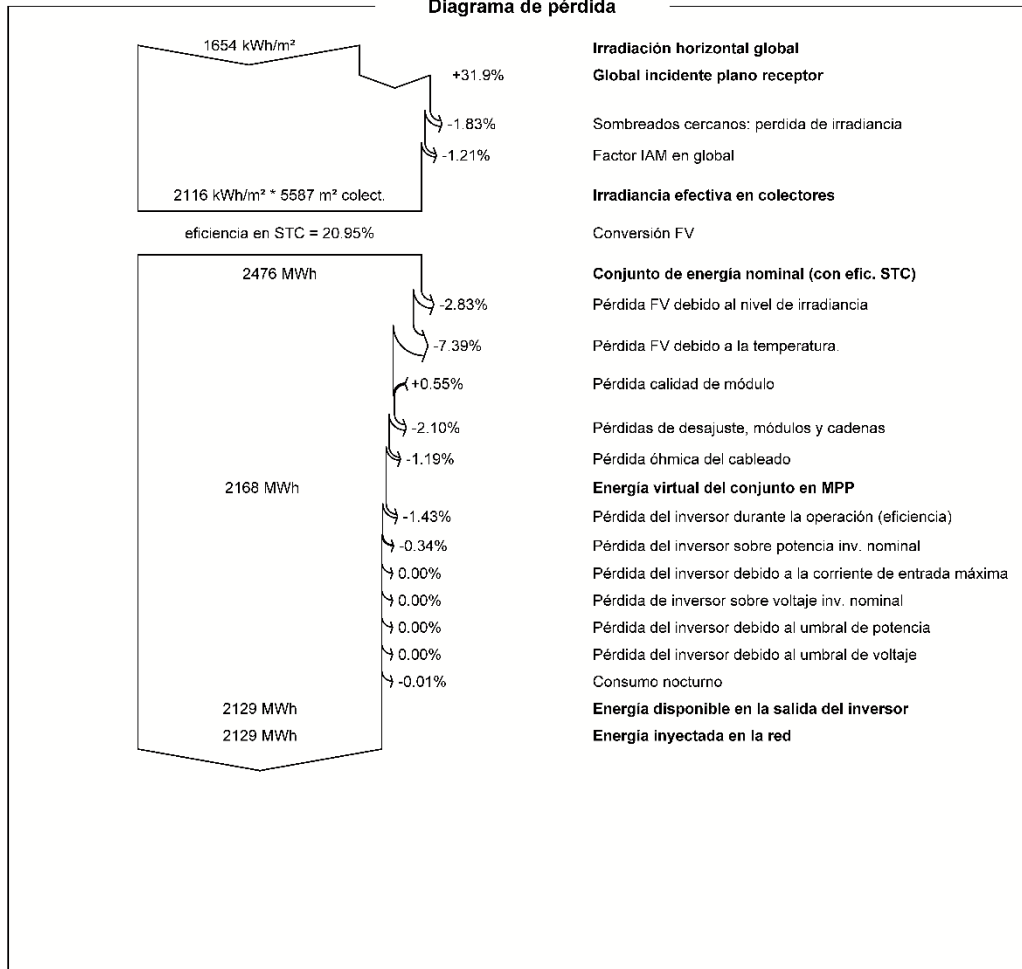 Diagrama de pérdida
1654 kWh/m² Irradiación horizontal global
+31.9% Global incidente plano receptor
-1.83% Sombreados cercanos: perdida de irradiancia
-1.21% Factor IAM en global
2116 kWh/m² * 5587 m² colect. Irradiancia efectiva en colectores
eficiencia en STC = 20.95% Conversión FV
2476 MWh Conjunto de energía nominal (con efic. STC)
-2.83% Pérdida FV debido al nivel de irradiancia
-7.39% Pérdida FV debido a la temperatura.
+0.55% Pérdida calidad de módulo
-2.10% Pérdidas de desajuste, módulos y cadenas
-1.19% Pérdida óhmica del cableado
2168 MWh Energía virtual del conjunto en MPP
-1.43% Pérdida del inversor durante la operación (eficiencia)
-0.34% Pérdida del inversor sobre potencia inv. nominal
0.00% Pérdida del inversor debido a la corriente de entrada máxima
0.00% Pérdida de inversor sobre voltaje inv. nominal
0.00% Pérdida del inversor debido al umbral de potencia
0.00% Pérdida del inversor debido al umbral de voltaje
-0.01% Consumo nocturno
2129 MWh Energía disponible en la salida del inversor
2129 MWh Energía inyectada en la red